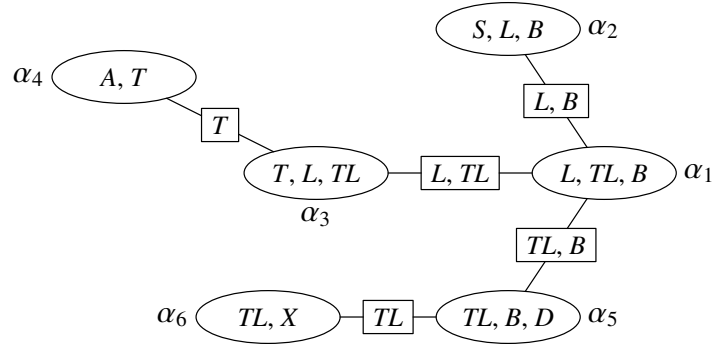 S, L, B
α2
α4
A, T
L, B
T
T, L, TL
L, TL
L, TL, B
α1
α3
TL, B
α6
TL, X
TL
TL, B, D
α5